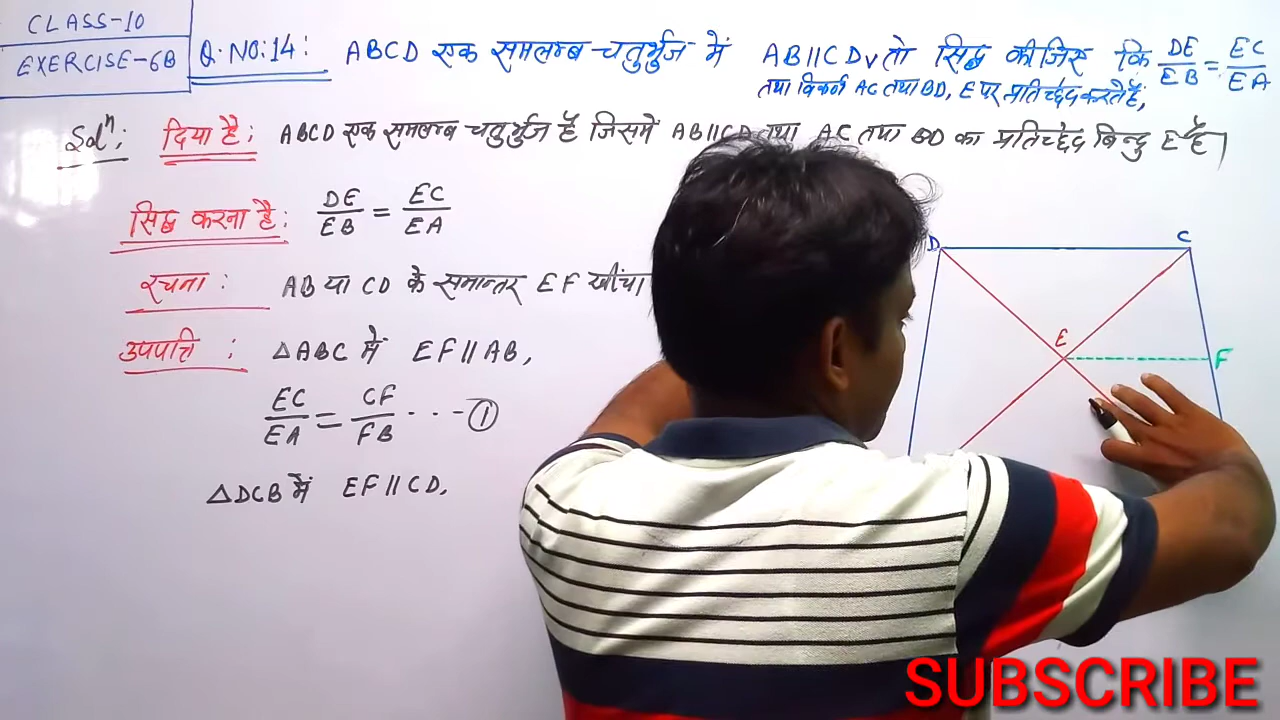 CLASS-10
EXERCISE-6B
Q.NO:14: ABCD एक समलम्ब चतुर्भुज में AB||CD, तो सिद्ध कीजिए कि DE/EB = EC/EA
तथा विकर्ण AC तथा BD, E पर प्रतिच्छेद करते हैं,
Solⁿ: दिया है: ABCD एक समलम्ब चतुर्भुज है जिसमें AB||CD तथा AC तथा BD का प्रतिच्छेद बिन्दु E है।
सिद्ध करना है: DE/EB = EC/EA
रचना: AB या CD के समान्तर EF खींचा
उपपत्ति: △ABC में EF||AB,
EC/EA = CF/FB ---①
△DCB में EF||CD,
D C
E F
SUBSCRIBE